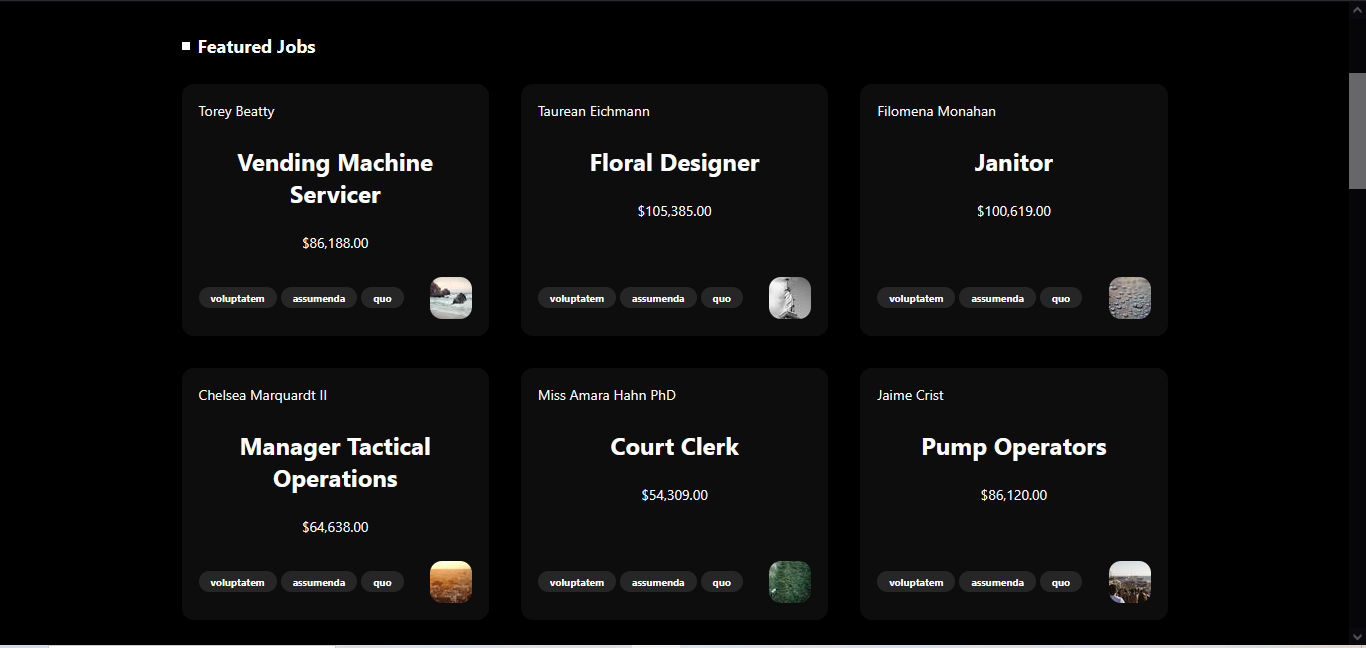 Featured Jobs
Torey Beatty
Vending Machine
Servicer
$86,188.00
voluptatem assumenda quo
Taurean Eichmann
Floral Designer
$105,385.00
voluptatem assumenda quo
Filomena Monahan
Janitor
$100,619.00
voluptatem assumenda quo
Chelsea Marquardt II
Manager Tactical
Operations
$64,638.00
voluptatem assumenda quo
Miss Amara Hahn PhD
Court Clerk
$54,309.00
voluptatem assumenda quo
Jaime Crist
Pump Operators
$86,120.00
voluptatem assumenda quo